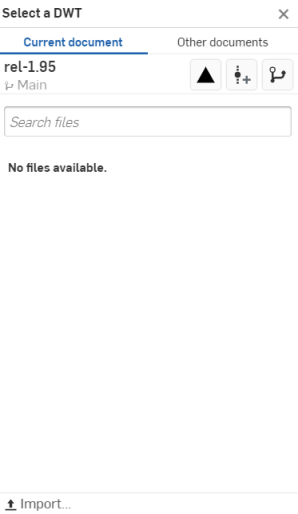 Select a DWT
Current document
Other documents
rel-1.95
Main
Search files
No files available.
Import...